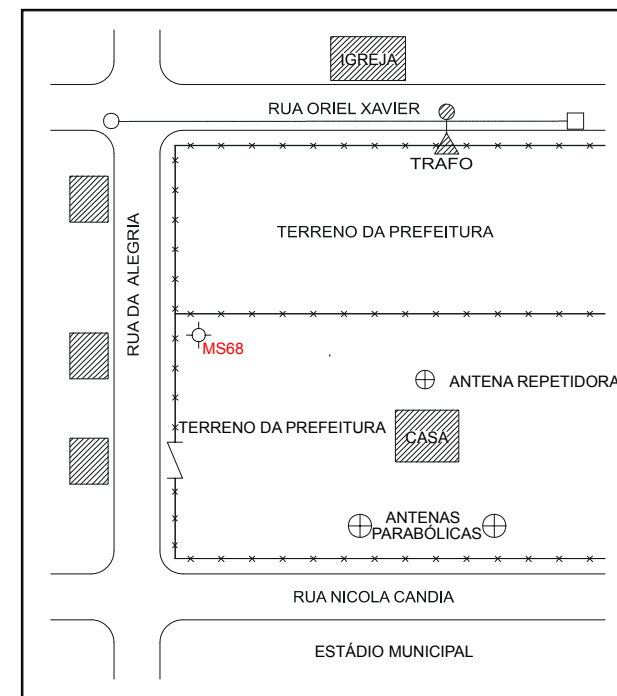 IGREJA
RUA ORIEL XAVIER
TRAFO
TERRENO DA PREFEITURA
RUA DA ALEGRIA
MS68
ANTENA REPETIDORA
TERRENO DA PREFEITURA
CASA
ANTENAS
PARABÓLICAS
RUA NICOLA CANDIA
ESTÁDIO MUNICIPAL